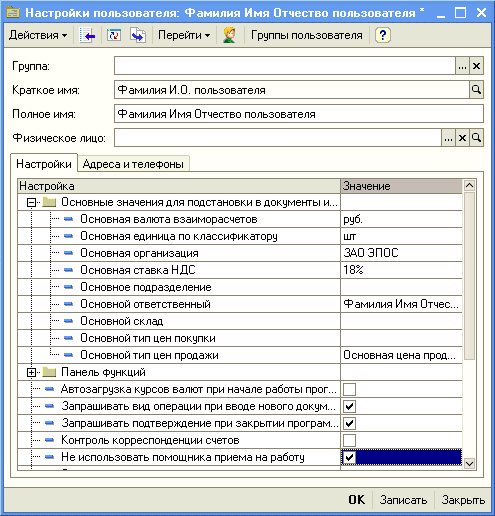 Настройки пользователя: Фамилия Имя Отчество пользователя *
Действия Перейти Группы пользователя ?
Группа: ... x
Краткое имя: Фамилия И.О. пользователя
Полное имя: Фамилия Имя Отчество пользователя
Физическое лицо: ... x
Настройки Адреса и телефоны
Настройка Значение
Основные значения для подстановки в документы и...
Основная валюта взаиморасчетов руб.
Основная единица по классификатору шт
Основная организация ЗАО ЭПОС
Основная ставка НДС 18%
Основное подразделение
Основной ответственный Фамилия Имя Отчес...
Основной склад
Основной тип цен покупки
Основной тип цен продажи Основная цена прод...
Панель функций
Автозагрузка курсов валют при начале работы прог...
Запрашивать вид операции при вводе нового докум...
Запрашивать подтверждение при закрытии програм...
Контроль корреспонденции счетов
Не использовать помощника приема на работу
OK Записать Закрыть